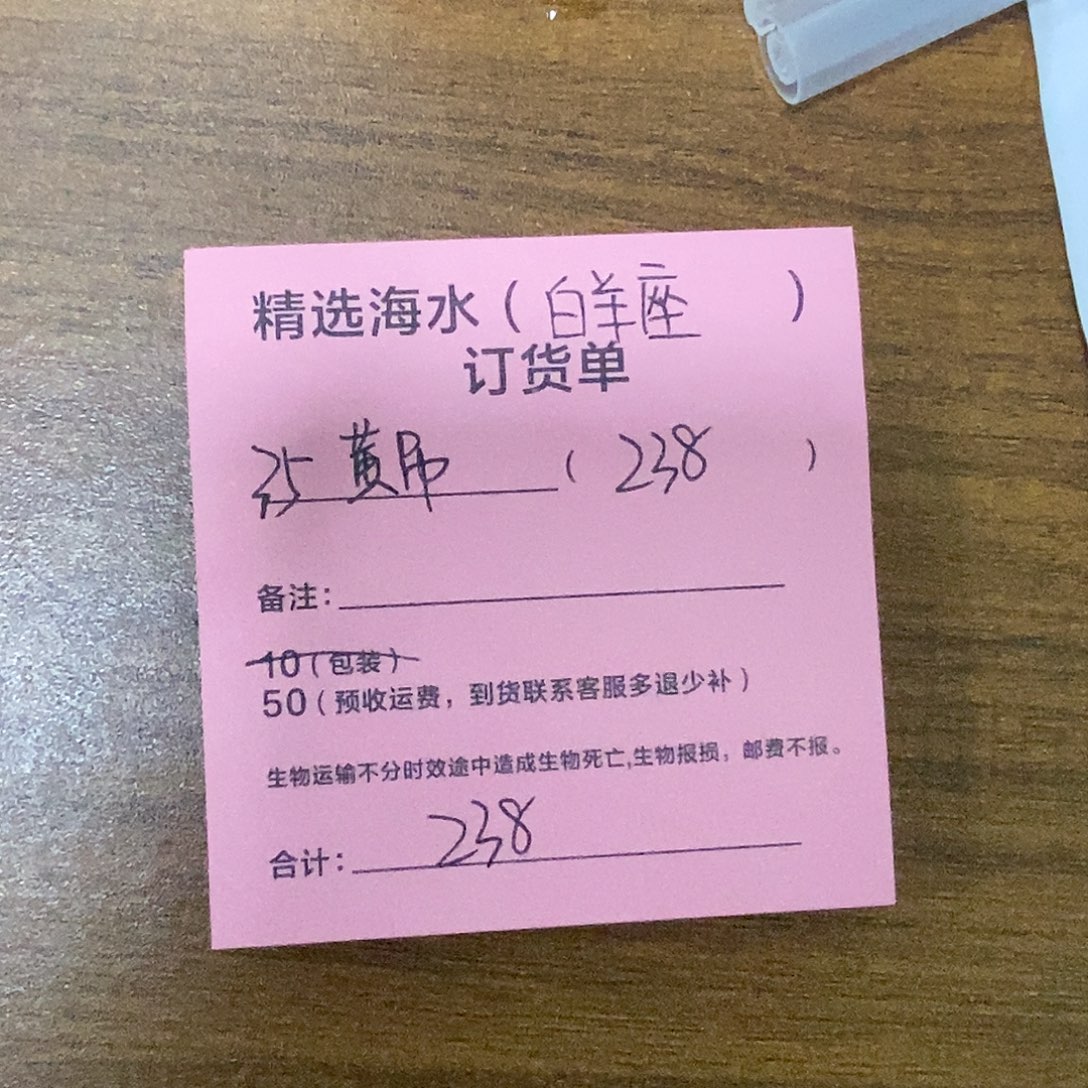 精选海水（白羊座）
订货单
25 黄吊（238）
备注：
10（包装）
50（预收运费，到货联系客服多退少补）
生物运输不分时效途中造成生物死亡,生物报损，邮费不报。
合计：238